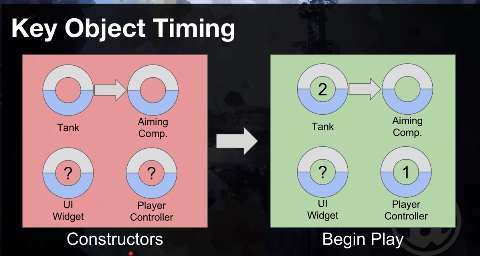 Key Object Timing
Tank
Aiming
Comp.
?
?
UI
Widget
Player
Controller
Constructors
2
Tank
Aiming
Comp.
?
1
UI
Widget
Player
Controller
Begin Play